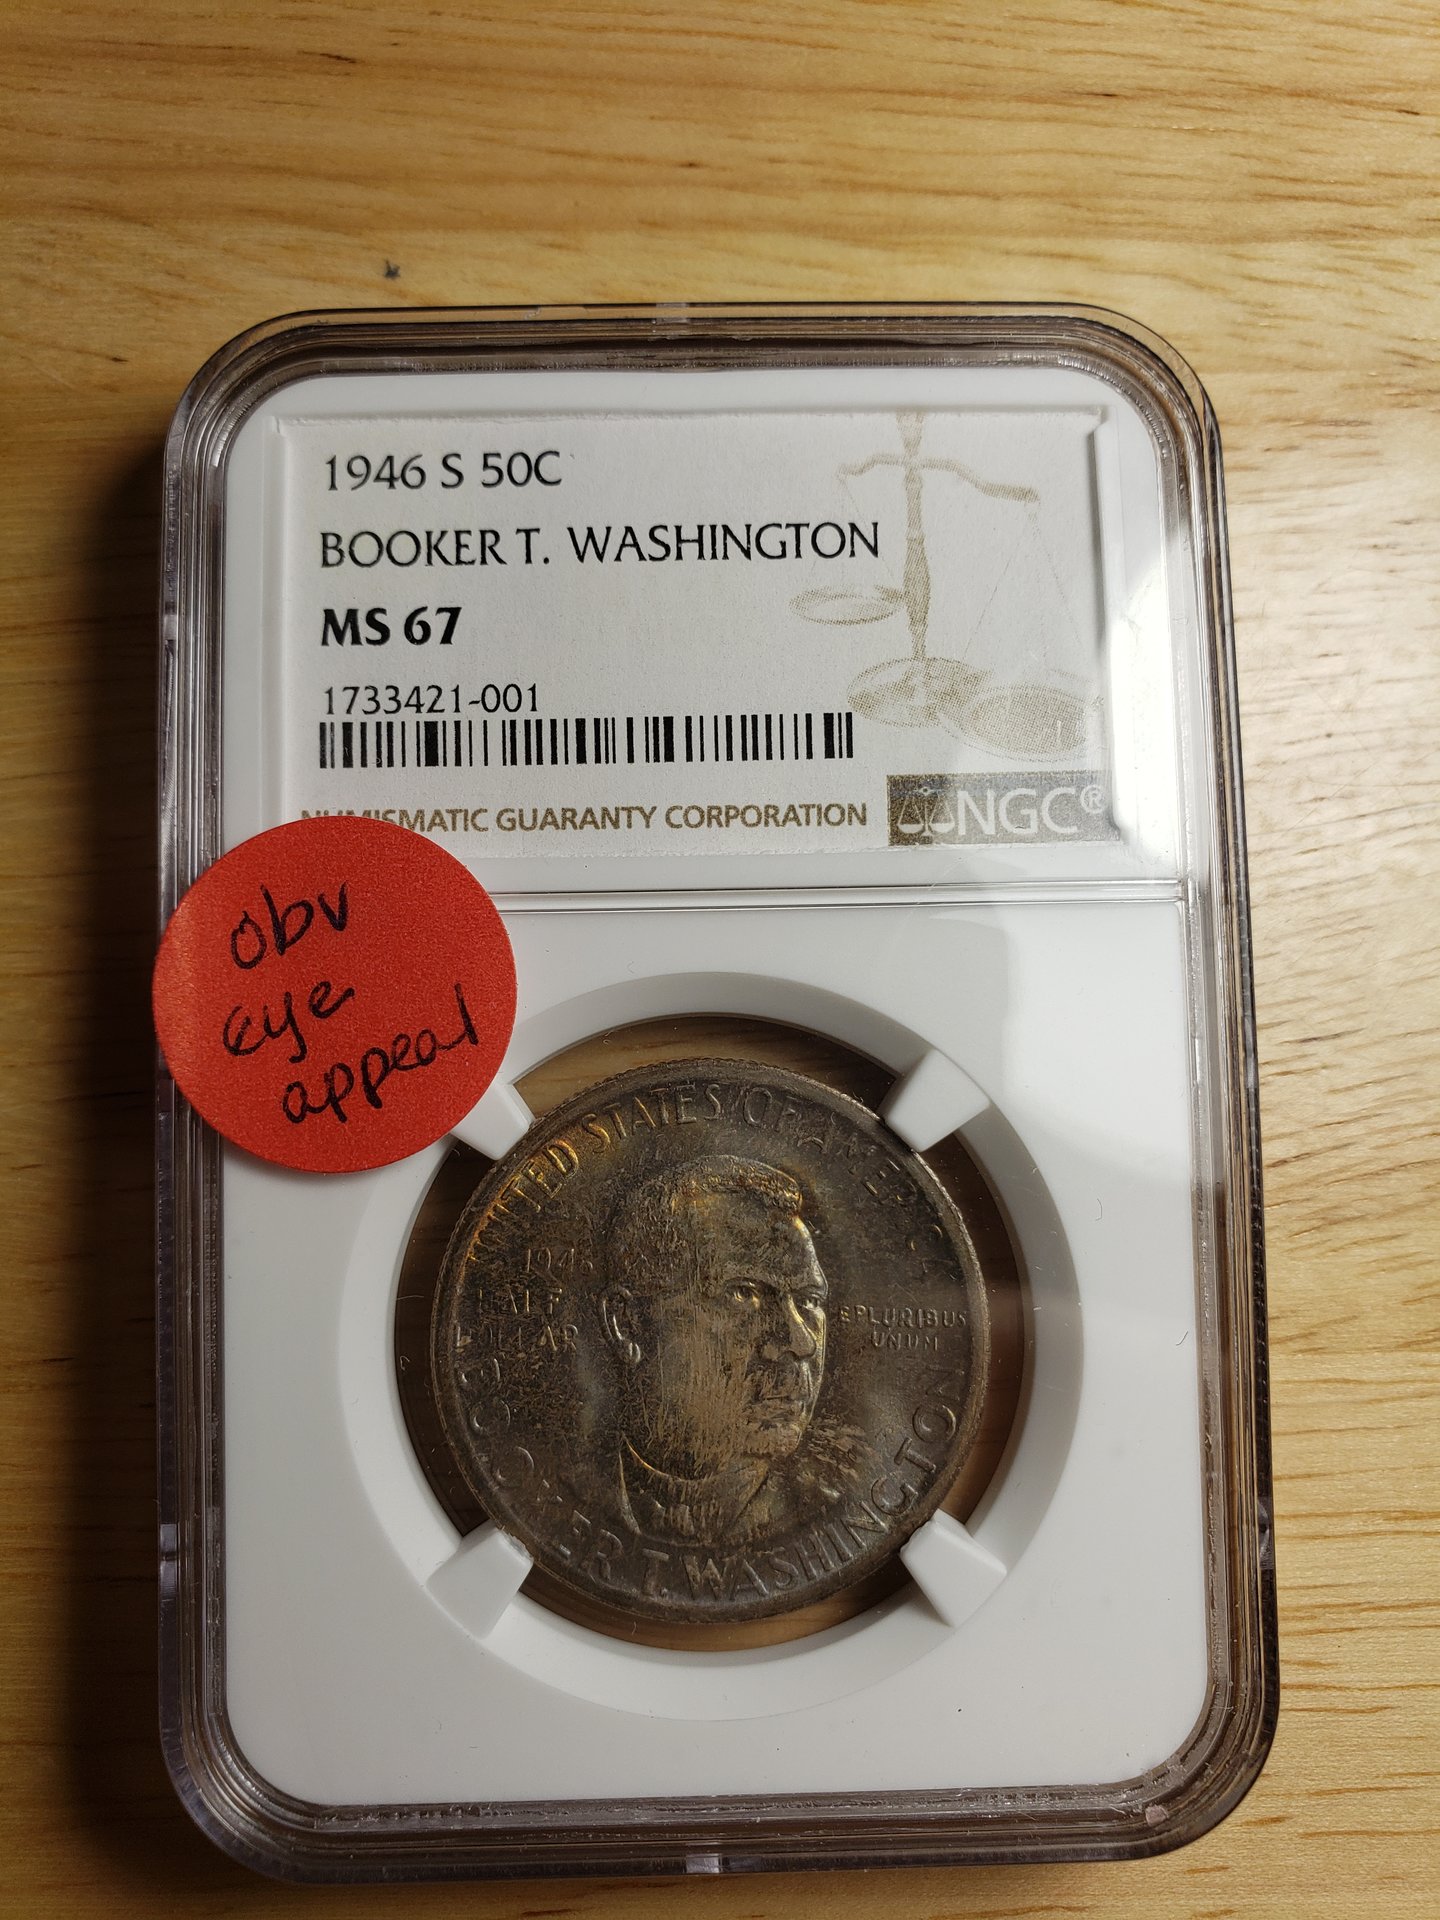 1946 S 50C
BOOKER T. WASHINGTON
MS 67
1733421-001
NUMISMATIC GUARANTY CORPORATION
NGC®
obv
eye
appeal
UNITED STATES OF AMERICA
1946
HALF
DOLLAR
E PLURIBUS
UNUM
BOOKER T. WASHINGTON